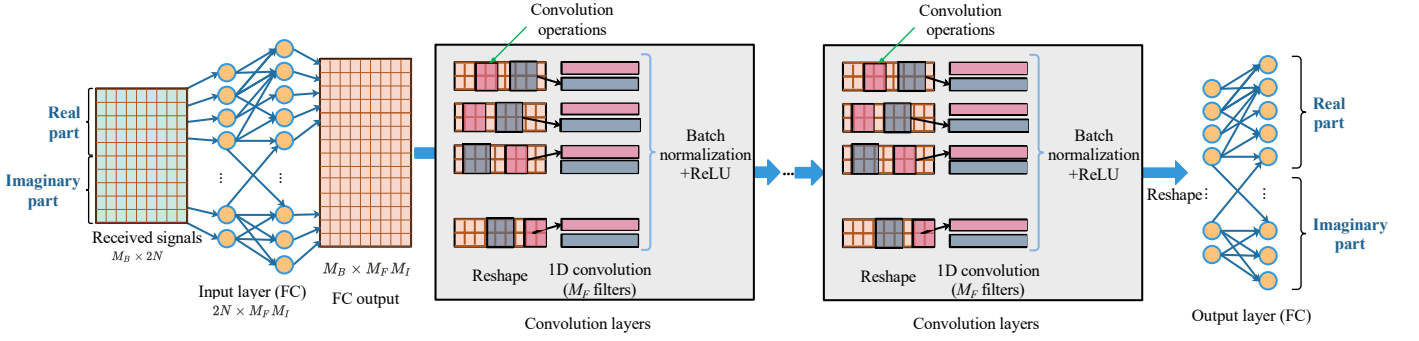 Real
part
Imaginary
part
Received signals
M_B × 2N
Input layer (FC)
2N × M_F M_I
M_B × M_F M_I
FC output
Convolution
operations
Batch
normalization
+ReLU
Reshape
1D convolution
(M_F filters)
Convolution layers
...
Convolution
operations
Batch
normalization
+ReLU
Reshape
1D convolution
(M_F filters)
Convolution layers
Reshape
Real
part
Imaginary
part
Output layer (FC)